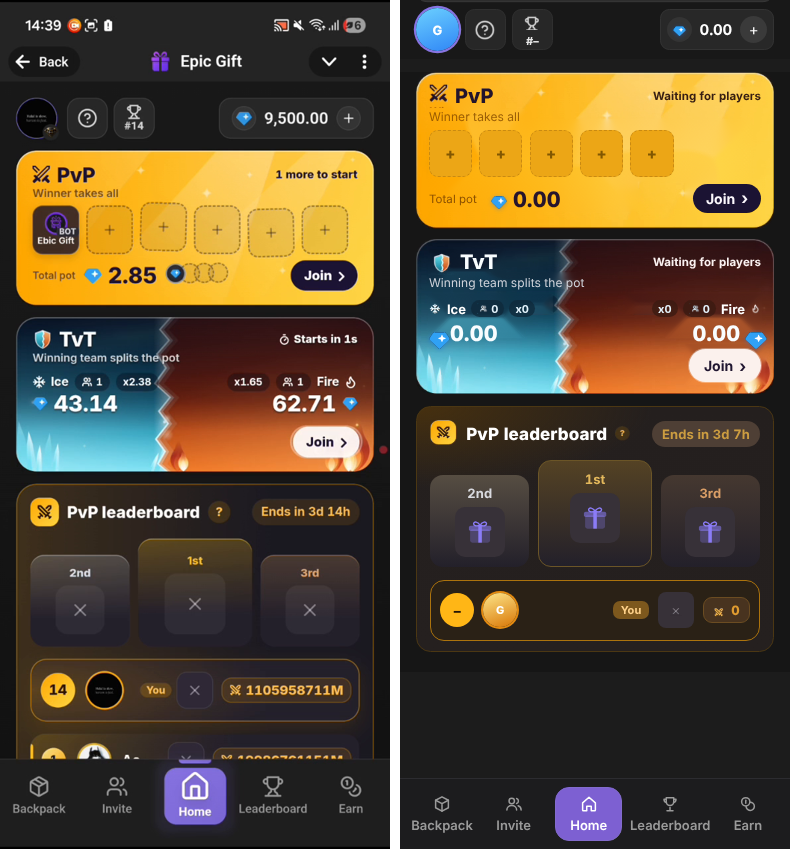 14:39
6
Back
Epic Gift
#14
9,500.00
+
PvP
1 more to start
Winner takes all
BOT
Ebic Gift
+ + + + +
Total pot 2.85
Join
TvT
Starts in 1s
Winning team splits the pot
Ice 1 x2.38
x1.65 1 Fire
43.14
62.71
Join
PvP leaderboard ?
Ends in 3d 14h
2nd
1st
3rd
14
You
1105958711M
Backpack
Invite
Home
Leaderboard
Earn
G
?
#–
0.00
+
PvP
Waiting for players
Winner takes all
+ + + + +
Total pot 0.00
Join
TvT
Waiting for players
Winning team splits the pot
Ice 0 x0
x0 0 Fire
0.00
0.00
Join
PvP leaderboard ?
Ends in 3d 7h
2nd
1st
3rd
–
G
You
0
Backpack
Invite
Home
Leaderboard
Earn